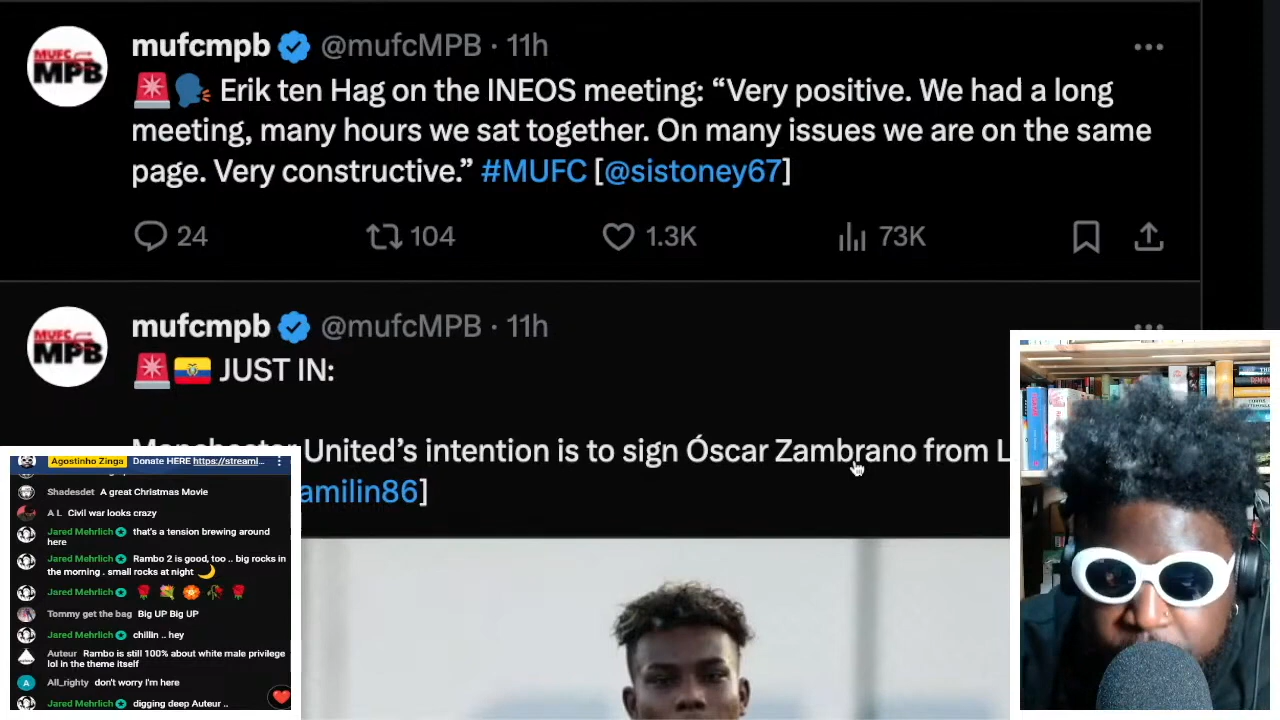 mufcmpb @mufcMPB · 11h
Erik ten Hag on the INEOS meeting: “Very positive. We had a long
meeting, many hours we sat together. On many issues we are on the same
page. Very constructive.” #MUFC [@sistoney67]
24 104 1.3K 73K
MUFC
MPB
mufcmpb @mufcMPB · 11h
MUFC
MPB
JUST IN:
United’s intention is to sign Óscar Zambrano from L
amilin86]
Agostinho Zinga Donate HERE https://streaml...
Shadesdet A great Christmas Movie
A L Civil war looks crazy
Jared Mehrlich that's a tension brewing around
here
Jared Mehrlich Rambo 2 is good, too .. big rocks in
the morning . small rocks at night
Jared Mehrlich
Tommy get the bag Big UP Big UP
Jared Mehrlich chillin .. hey
Auteur Rambo is still 100% about white male privilege
lol in the theme itself
A All_righty don't worry I'm here
Jared Mehrlich digging deep Auteur ..